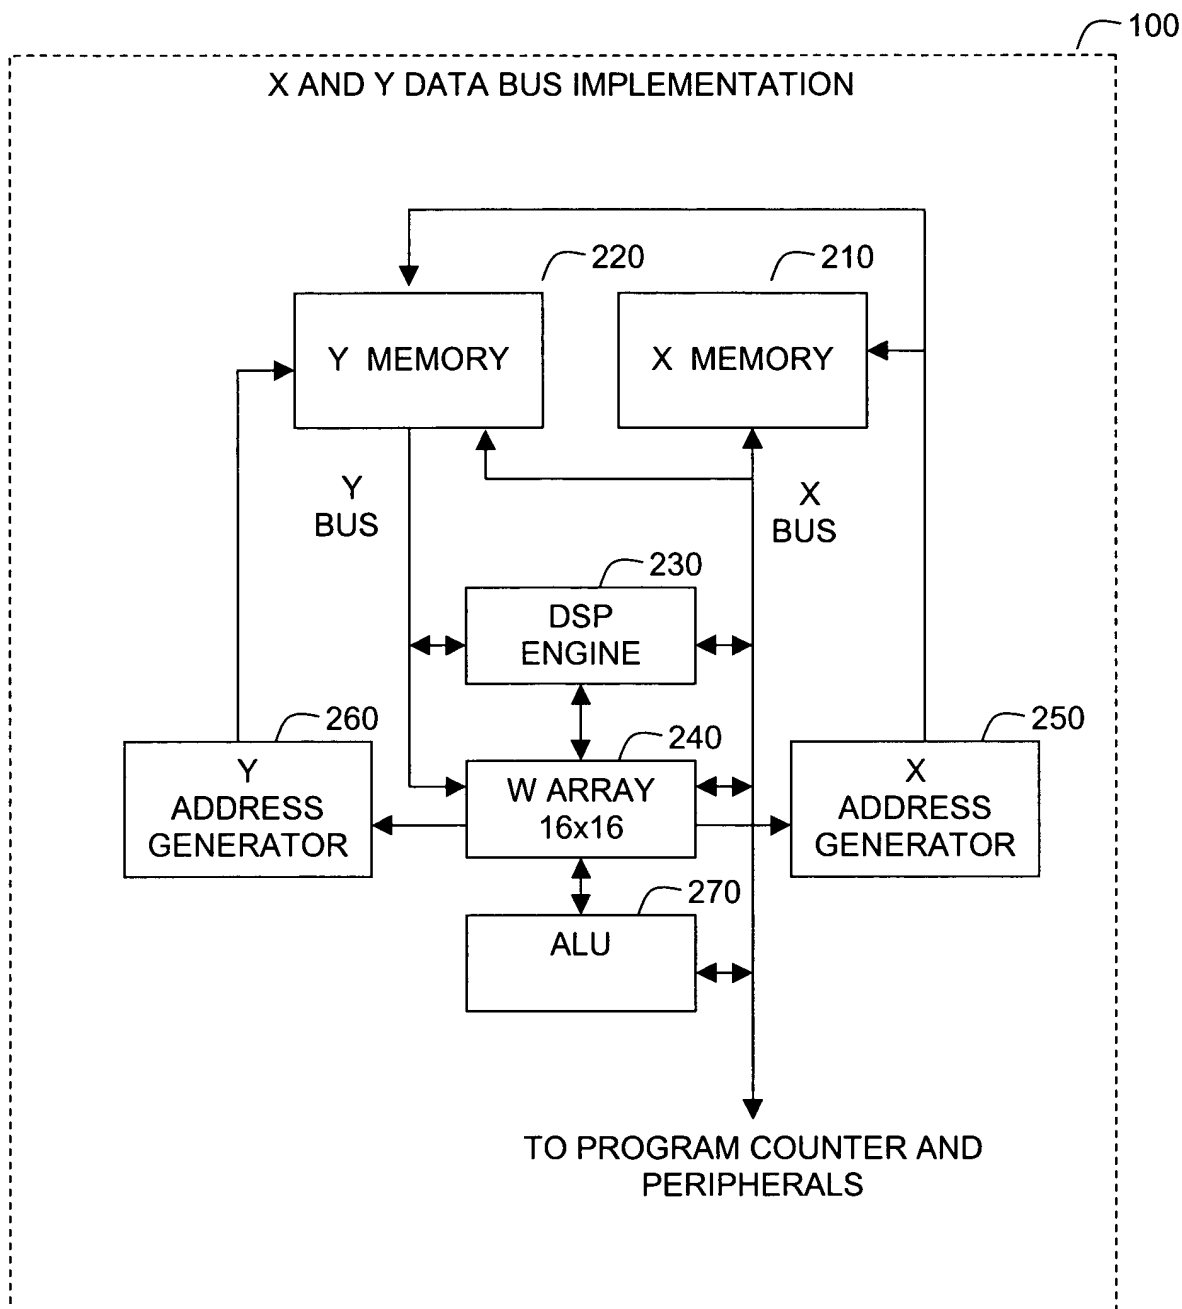 100
X AND Y DATA BUS IMPLEMENTATION
220
210
Y MEMORY
X MEMORY
Y
BUS
X
BUS
230
DSP
ENGINE
260
240
250
Y
ADDRESS
GENERATOR
W ARRAY
16x16
X
ADDRESS
GENERATOR
270
ALU
TO PROGRAM COUNTER AND
PERIPHERALS